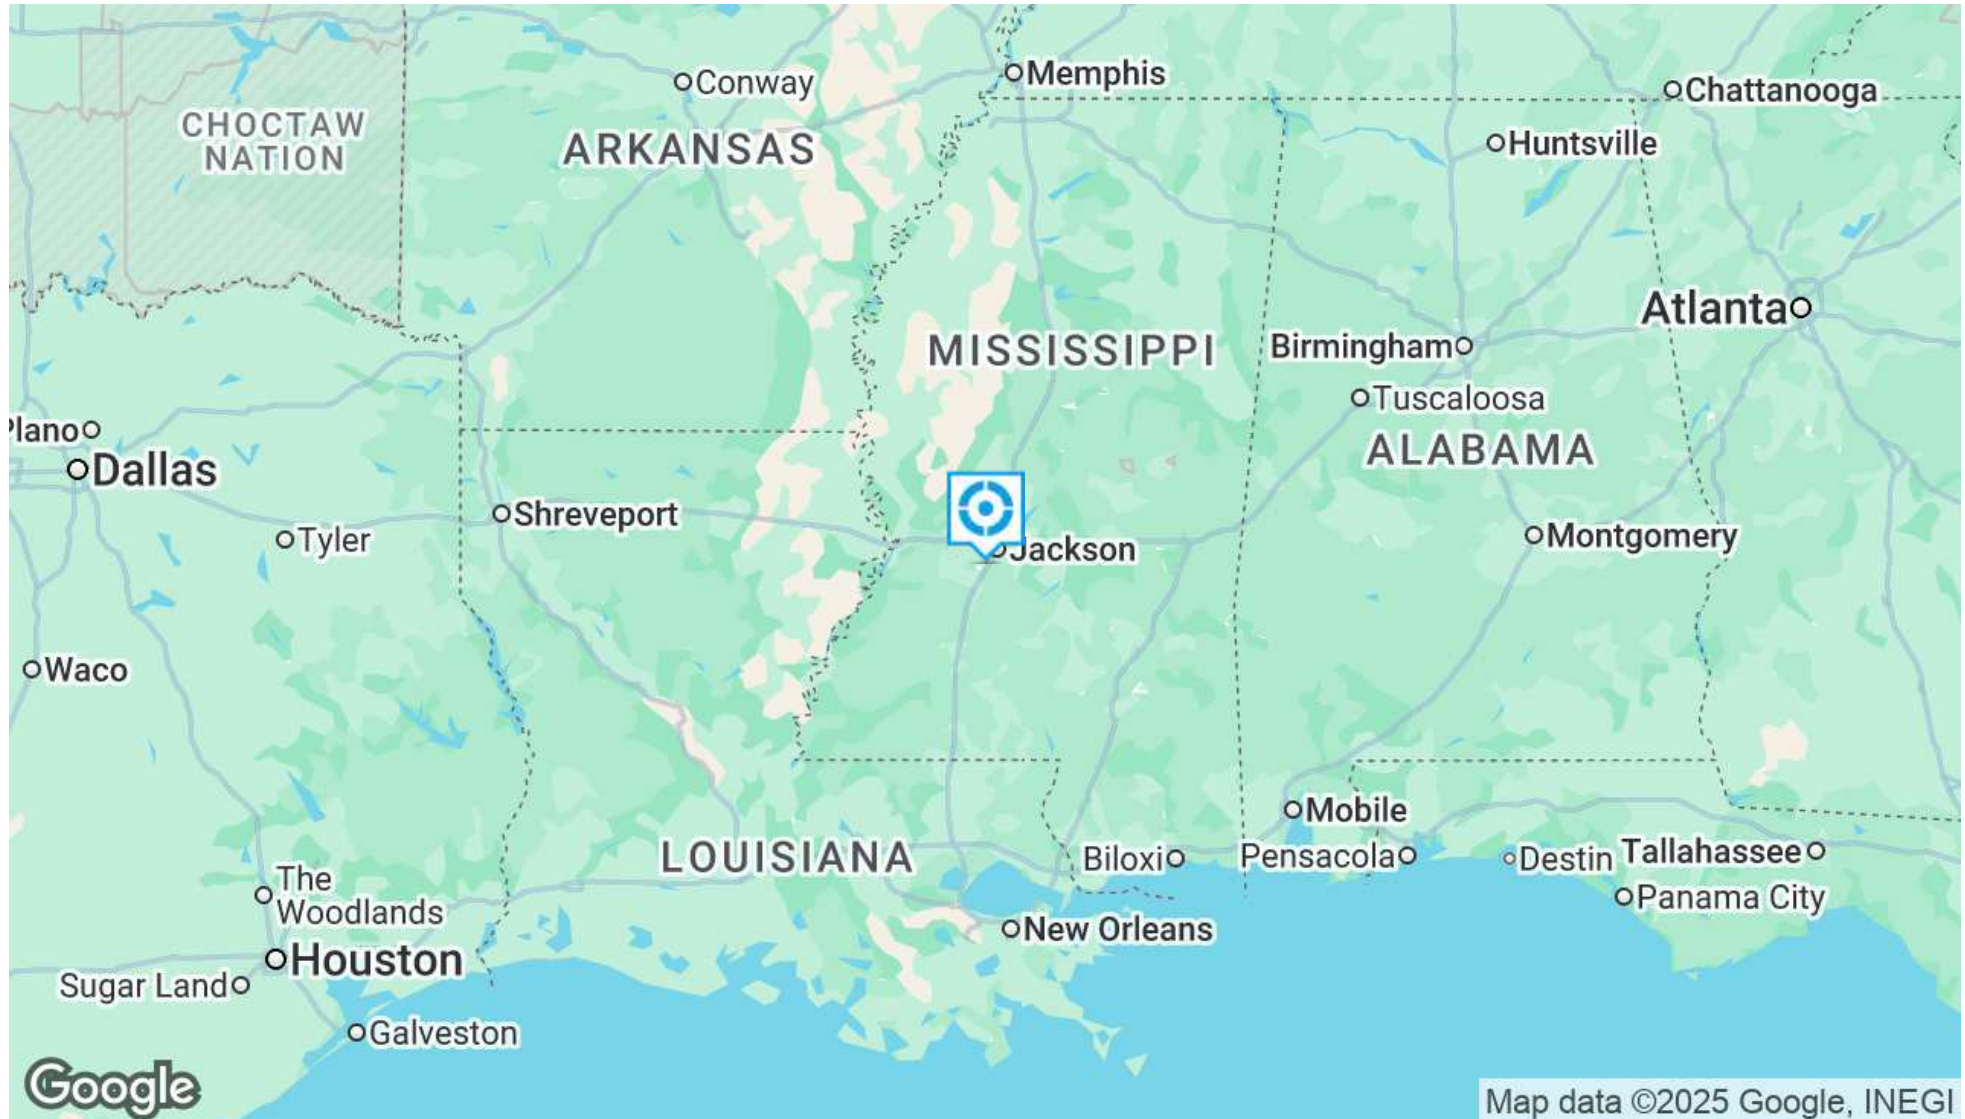 Conway
Memphis
Chattanooga
CHOCTAW
NATION
ARKANSAS
Huntsville
Atlanta
MISSISSIPPI
Birmingham
Tuscaloosa
Plano
ALABAMA
Dallas
Shreveport
Tyler
Jackson
Montgomery
Waco
Mobile
LOUISIANA
Biloxi
Pensacola
Destin
Tallahassee
The
Woodlands
Panama City
New Orleans
Houston
Sugar Land
Galveston
Google
Map data ©2025 Google, INEGI